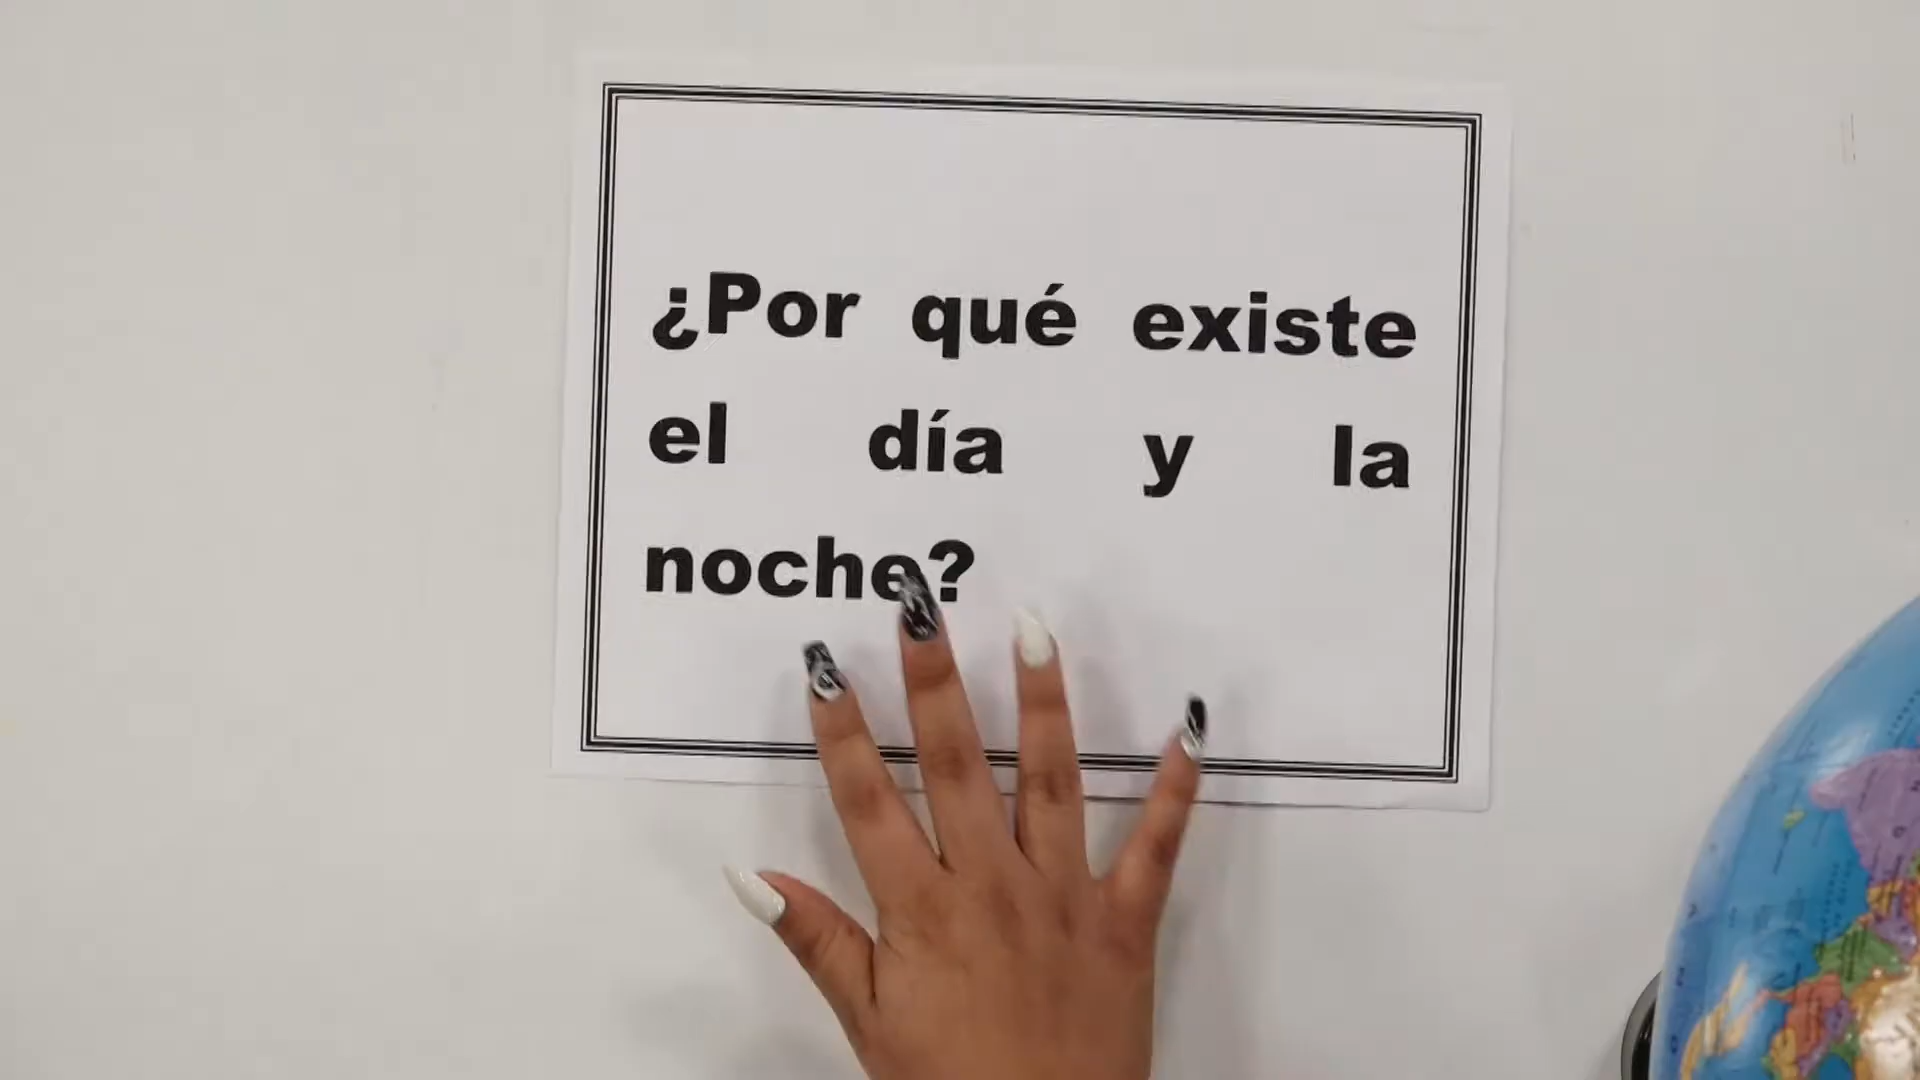 ¿Por qué existe
el día y la
noche?